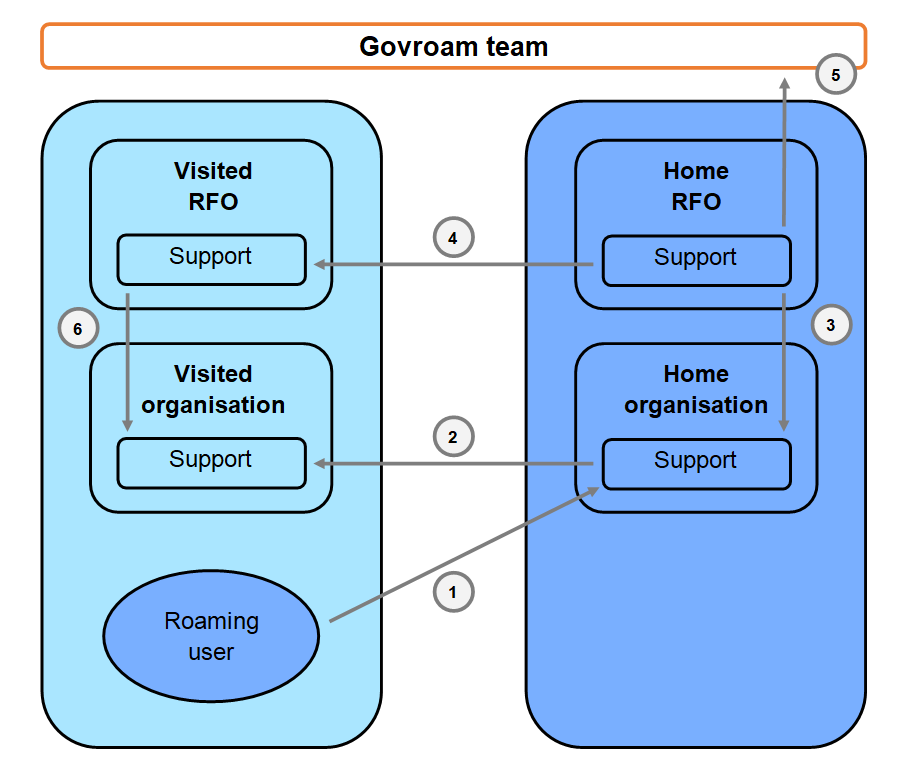 Govroam team
5
Visited
RFO
Support
Home
RFO
Support
4
6
3
Visited
organisation
Support
Home
organisation
Support
2
1
Roaming
user